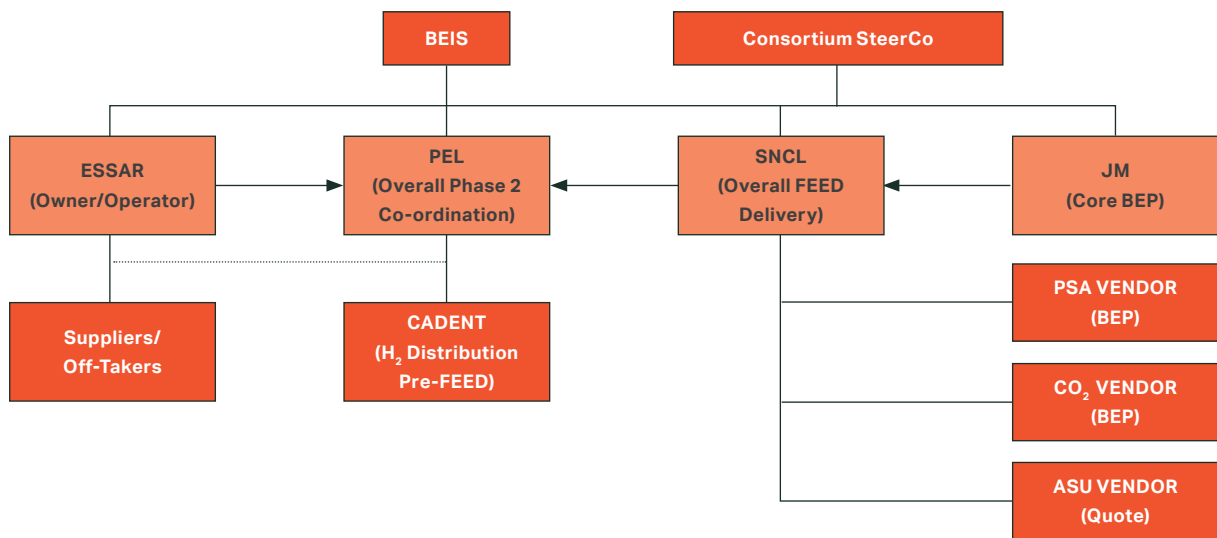 BEIS
Consortium SteerCo
ESSAR
(Owner/Operator)
PEL
(Overall Phase 2
Co-ordination)
SNCL
(Overall FEED
Delivery)
JM
(Core BEP)
Suppliers/
Off-Takers
CADENT
(H₂ Distribution
Pre-FEED)
PSA VENDOR
(BEP)
CO₂ VENDOR
(BEP)
ASU VENDOR
(Quote)